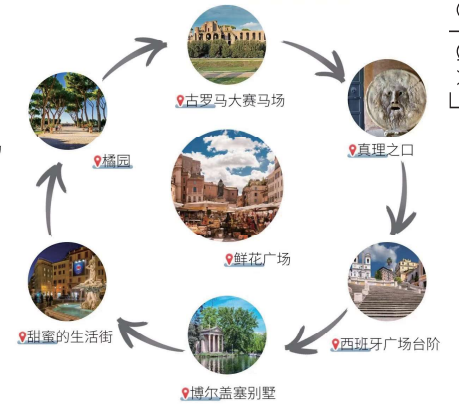 古罗马大赛马场
真理之口
橘园
鲜花广场
甜蜜的生活街
西班牙广场台阶
博尔盖塞别墅